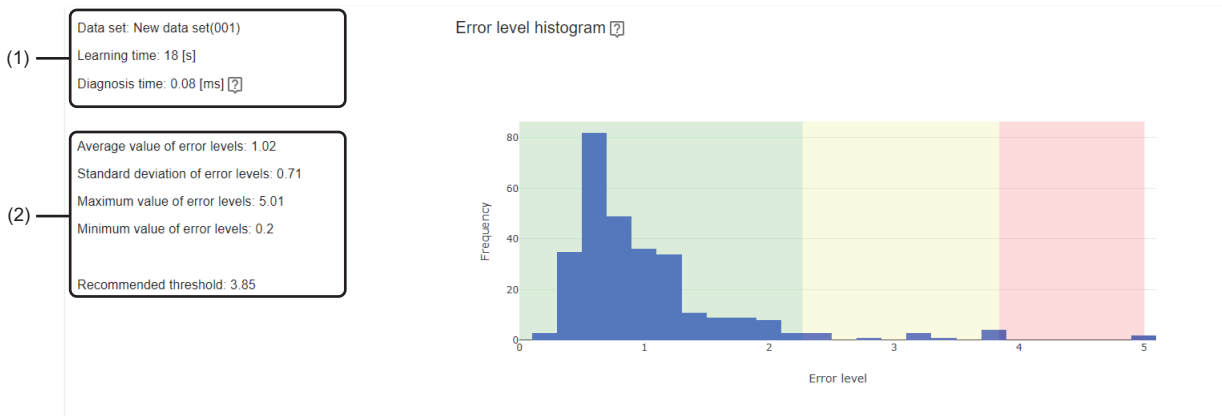 (1)
Data set: New data set(001)
Learning time: 18 [s]
Diagnosis time: 0.08 [ms] ?
(2)
Average value of error levels: 1.02
Standard deviation of error levels: 0.71
Maximum value of error levels: 5.01
Minimum value of error levels: 0.2
Recommended threshold: 3.85
Error level histogram ?
Frequency
80
60
40
20
0
0 1 2 3 4 5
Error level